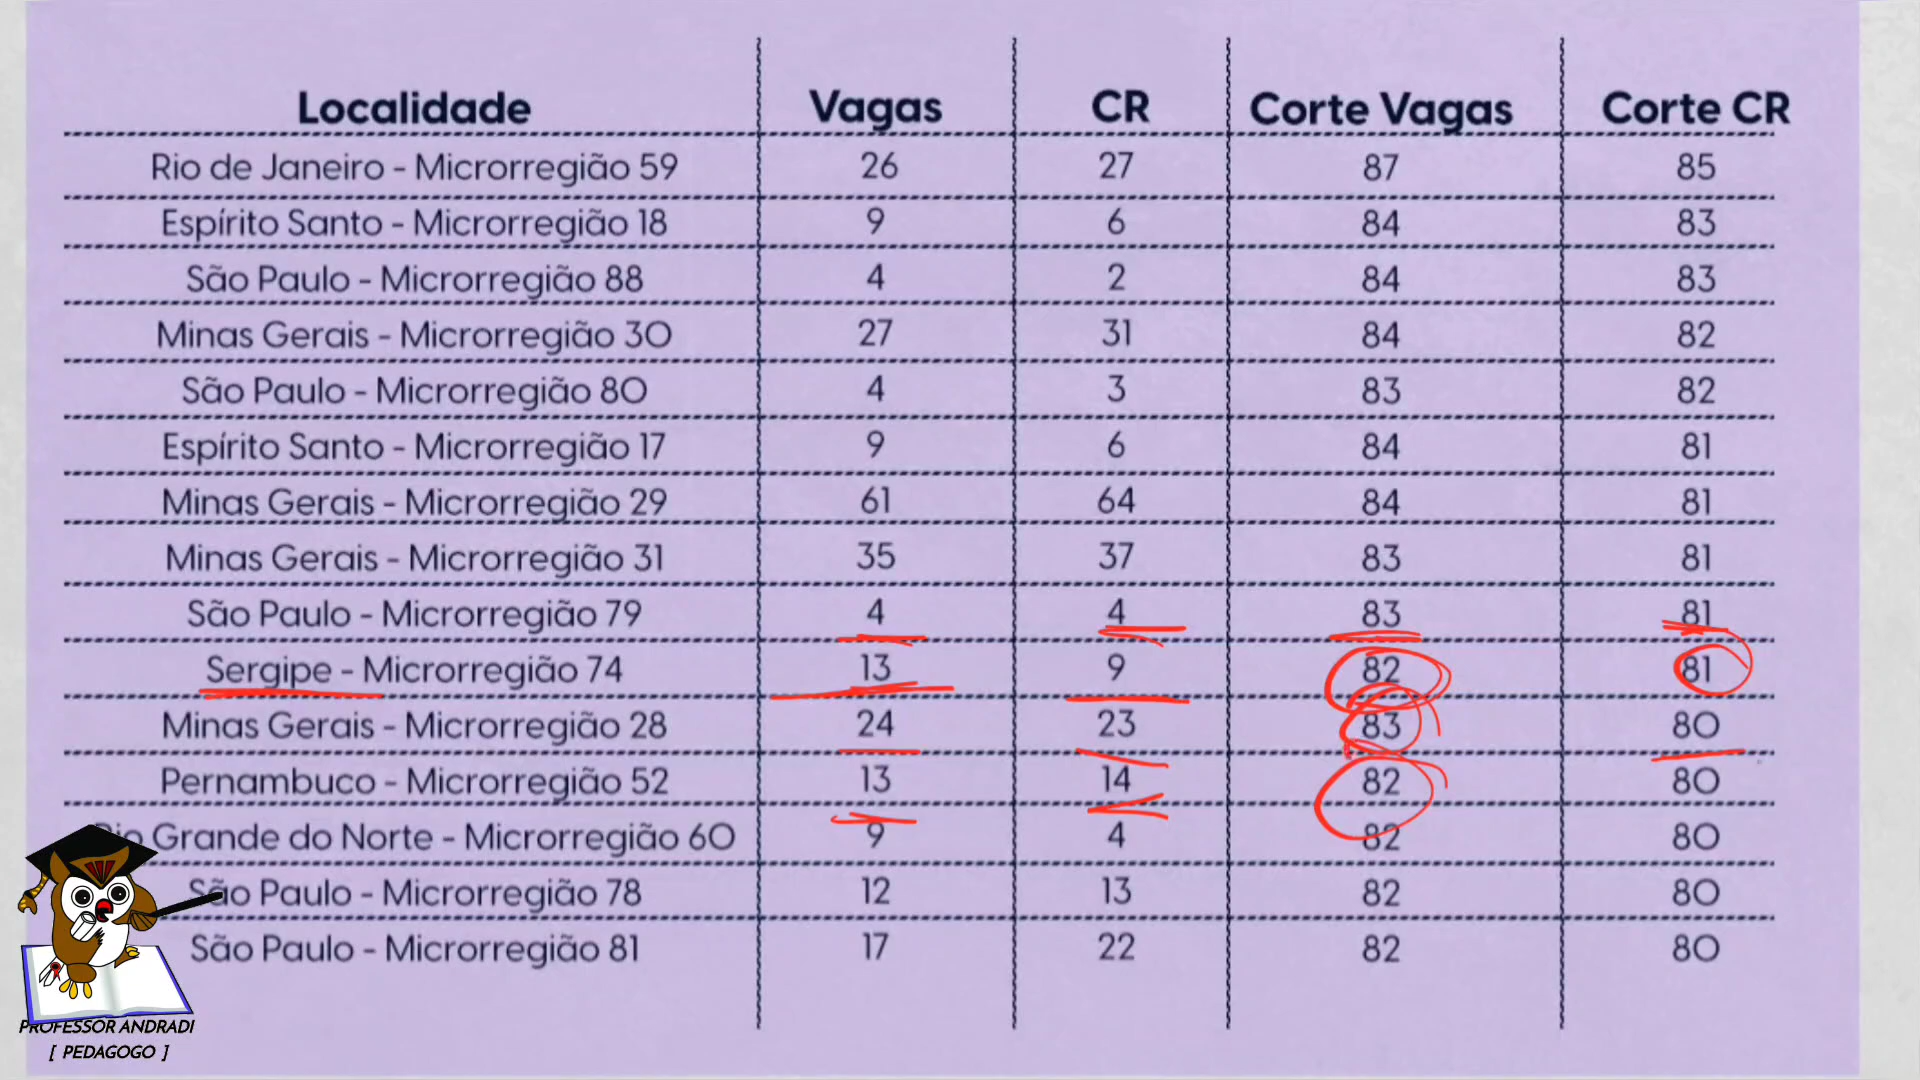 Localidade Vagas CR Corte Vagas Corte CR
Rio de Janeiro - Microrregião 59 26 27 87 85
Espírito Santo - Microrregião 18 9 6 84 83
São Paulo - Microrregião 88 4 2 84 83
Minas Gerais - Microrregião 30 27 31 84 82
São Paulo - Microrregião 80 4 3 83 82
Espírito Santo - Microrregião 17 9 6 84 81
Minas Gerais - Microrregião 29 61 64 84 81
Minas Gerais - Microrregião 31 35 37 83 81
São Paulo - Microrregião 79 4 4 83 81
Sergipe - Microrregião 74 13 9 82 81
Minas Gerais - Microrregião 28 24 23 83 80
Pernambuco - Microrregião 52 13 14 82 80
Rio Grande do Norte - Microrregião 60 9 4 82 80
São Paulo - Microrregião 78 12 13 82 80
São Paulo - Microrregião 81 17 22 82 80
PROFESSOR ANDRADI
[ PEDAGOGO ]